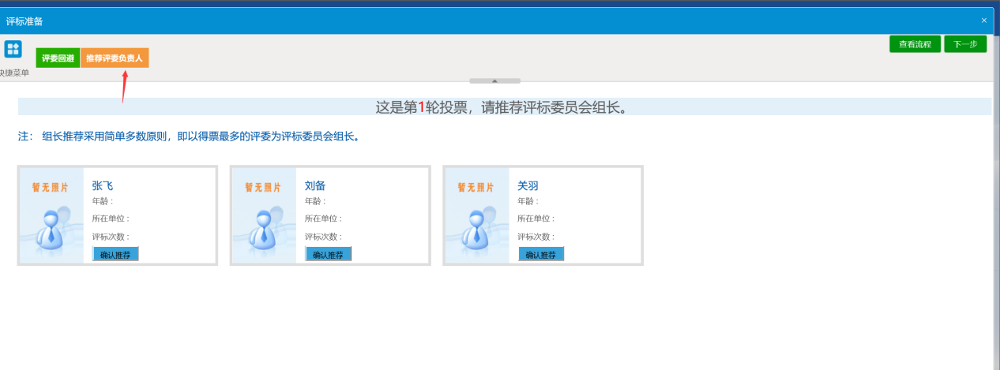 评标准备
×
查看流程 下一步
评委回避 推荐评委负责人
快捷菜单
这是第1轮投票，请推荐评标委员会组长。
注： 组长推荐采用简单多数原则，即以得票最多的评委为评标委员会组长。
暂无照片
张飞
年龄：
所在单位：
评标次数：
确认推荐
暂无照片
刘备
年龄：
所在单位：
评标次数：
确认推荐
暂无照片
关羽
年龄：
所在单位：
评标次数：
确认推荐